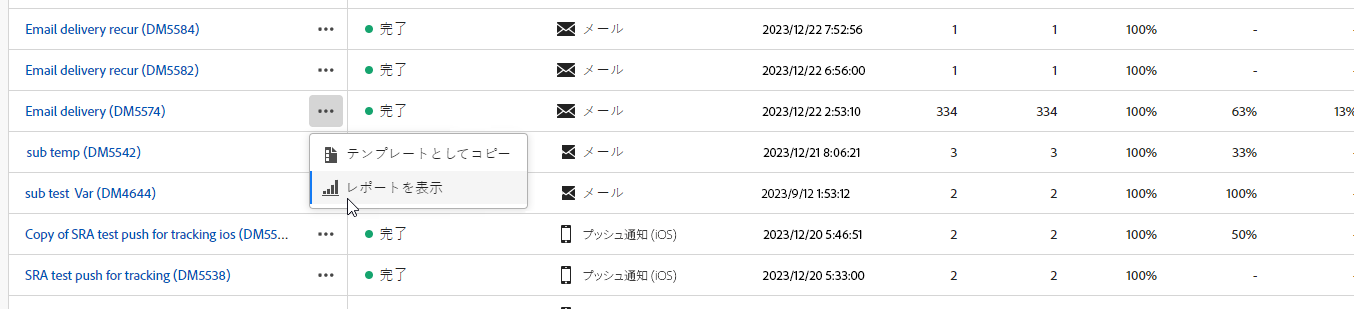 Email delivery recur (DM5584) ••• 完了 メール 2023/12/22 7:52:56 1 1 100% -
Email delivery recur (DM5582) ••• 完了 メール 2023/12/22 6:56:00 1 1 100% -
Email delivery (DM5574) ••• 完了 メール 2023/12/22 2:53:10 334 334 100% 63% 13%
sub temp (DM5542) テンプレートとしてコピー メール 2023/12/21 8:06:21 3 3 100% 33%
sub test Var (DM4644) レポートを表示 メール 2023/9/12 1:53:12 2 2 100% 100%
Copy of SRA test push for tracking ios (DM55... ••• 完了 プッシュ通知 (iOS) 2023/12/20 5:46:51 2 2 100% 50%
SRA test push for tracking (DM5538) ••• 完了 プッシュ通知 (iOS) 2023/12/20 5:33:00 2 2 100% -